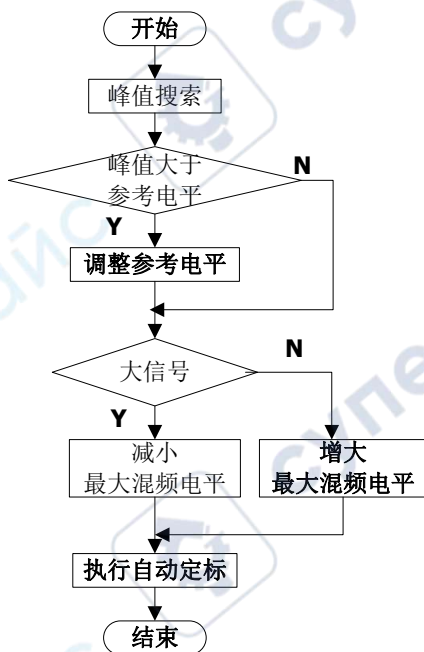 开始
峰值搜索
峰值大于
参考电平
N
Y
调整参考电平
大信号
N
Y
减小
最大混频电平
增大
最大混频电平
执行自动定标
结束